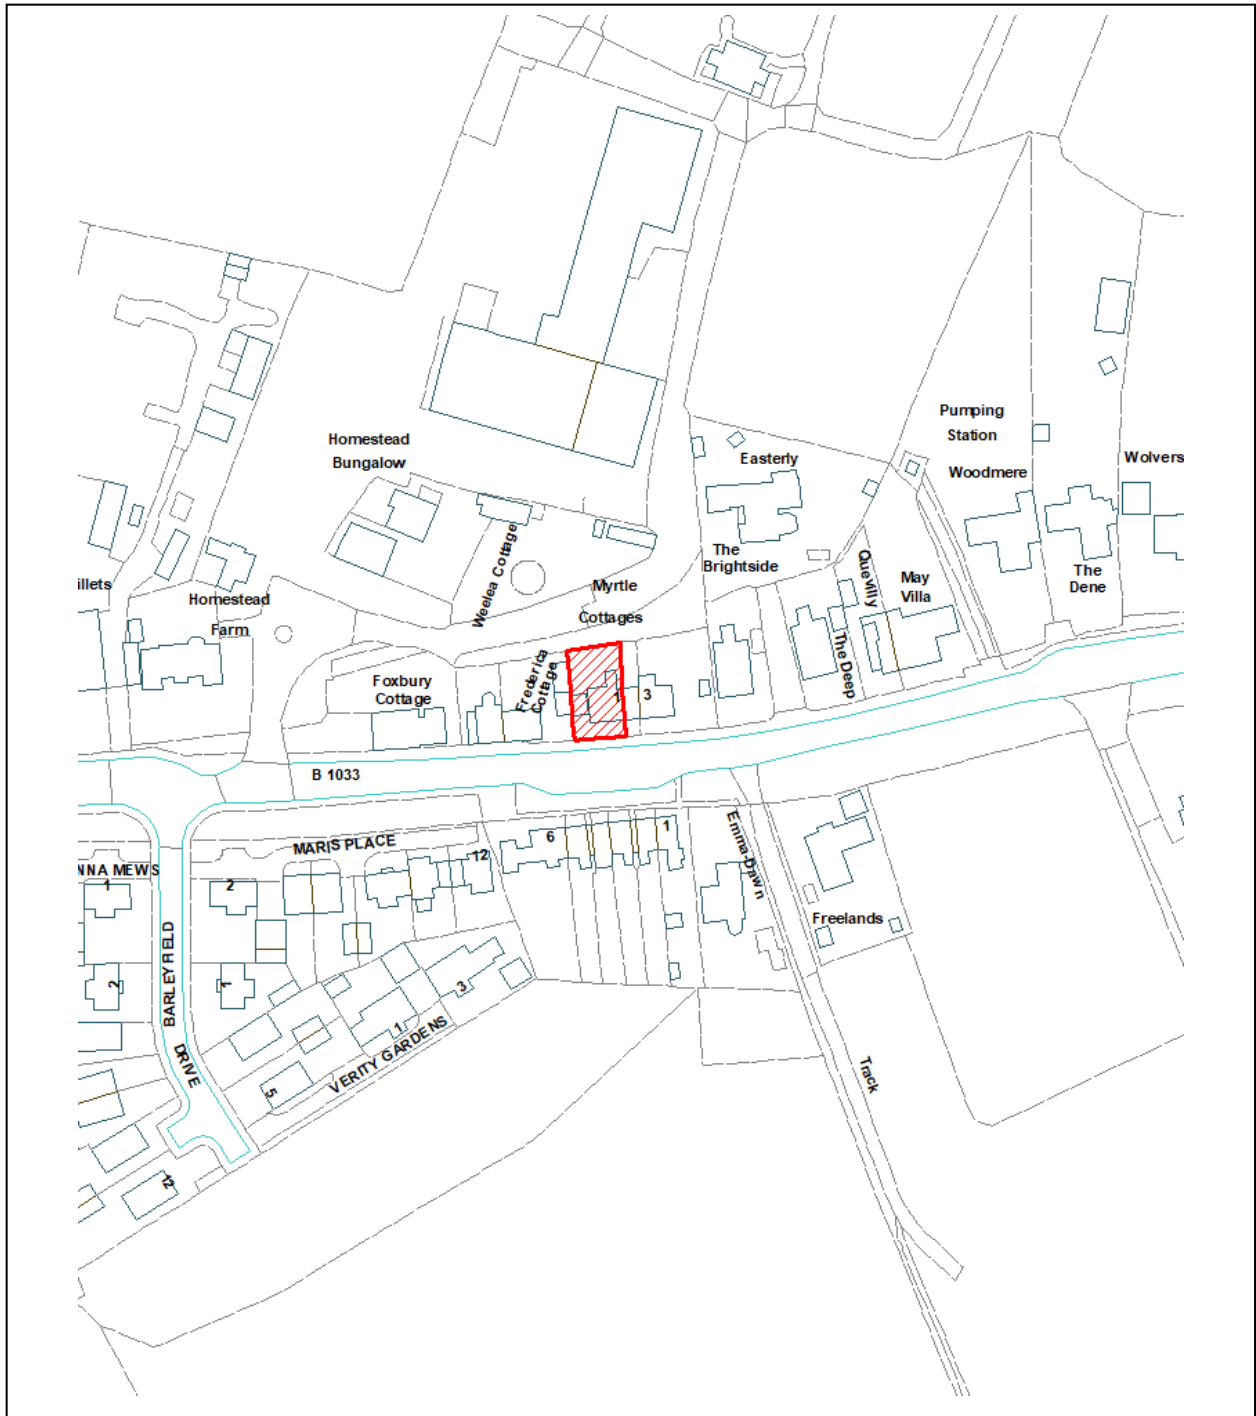 Pumping
Station
Homestead
Bungalow
Easterly
Wolvers
Woodmere
Weelea Cottage
The
Brightside
Quevilly
May
Villa
The
Dene
illets
Homestead
Farm
Myrtle
Cottages
The Deep
Frederica
Cottage
Foxbury
Cottage
1
3
B 1033
MARIS PLACE
12
6
1
Emma-Dawn
NNA MEWS
1
2
Freelands
BARLEYFIELD
DRIVE
2
1
3
1
VERITY GARDENS
5
Track
12